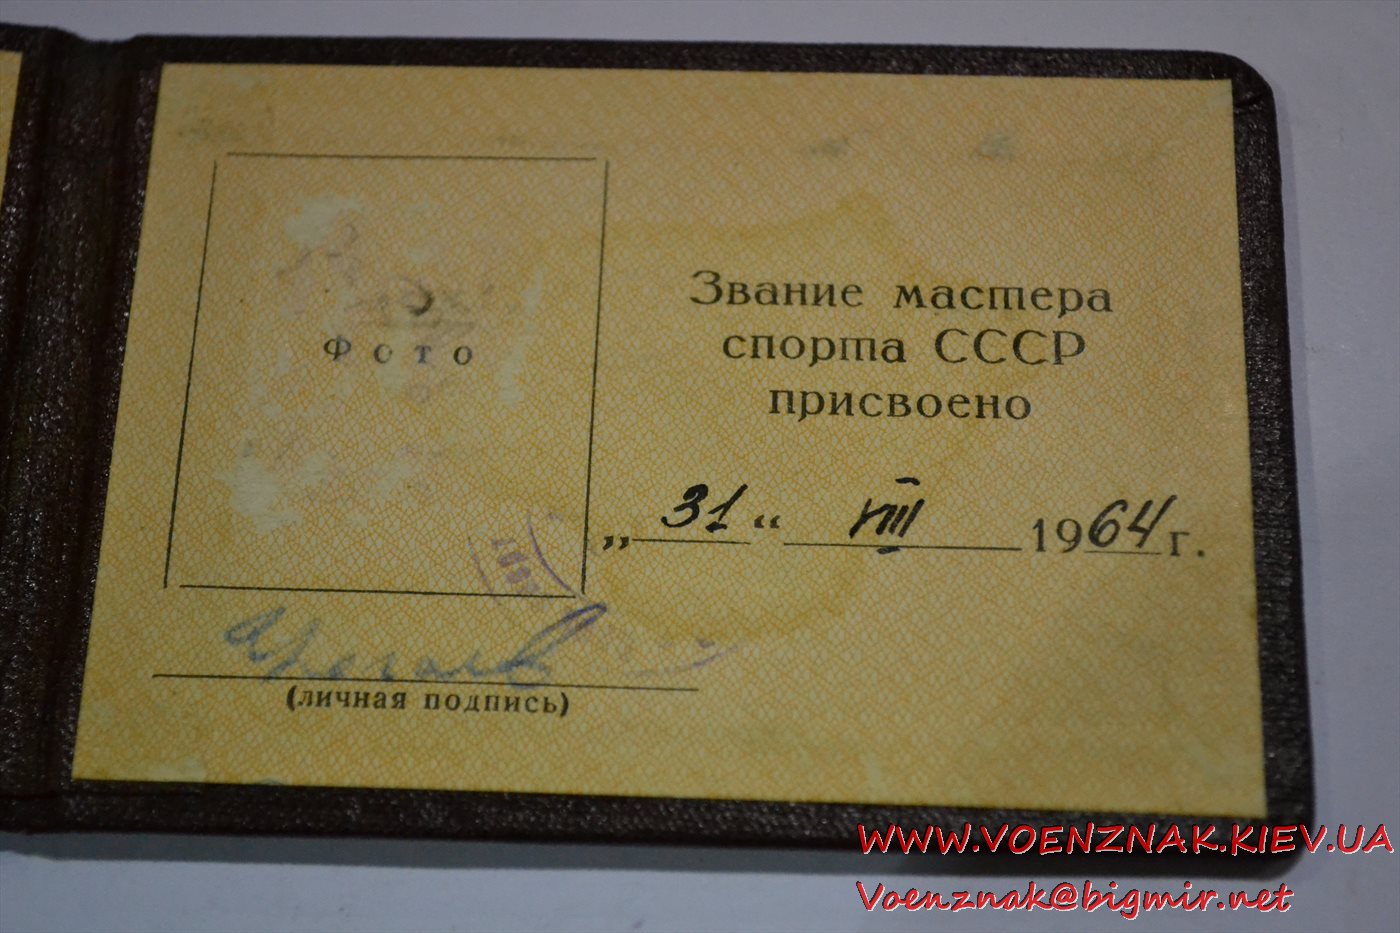 Фото
Звание мастера
спорта СССР
присвоено
„31“ VIII 1964 г.
(личная подпись)
WWW.VOENZNAK.KIEV.UA
Voenznak@bigmir.net